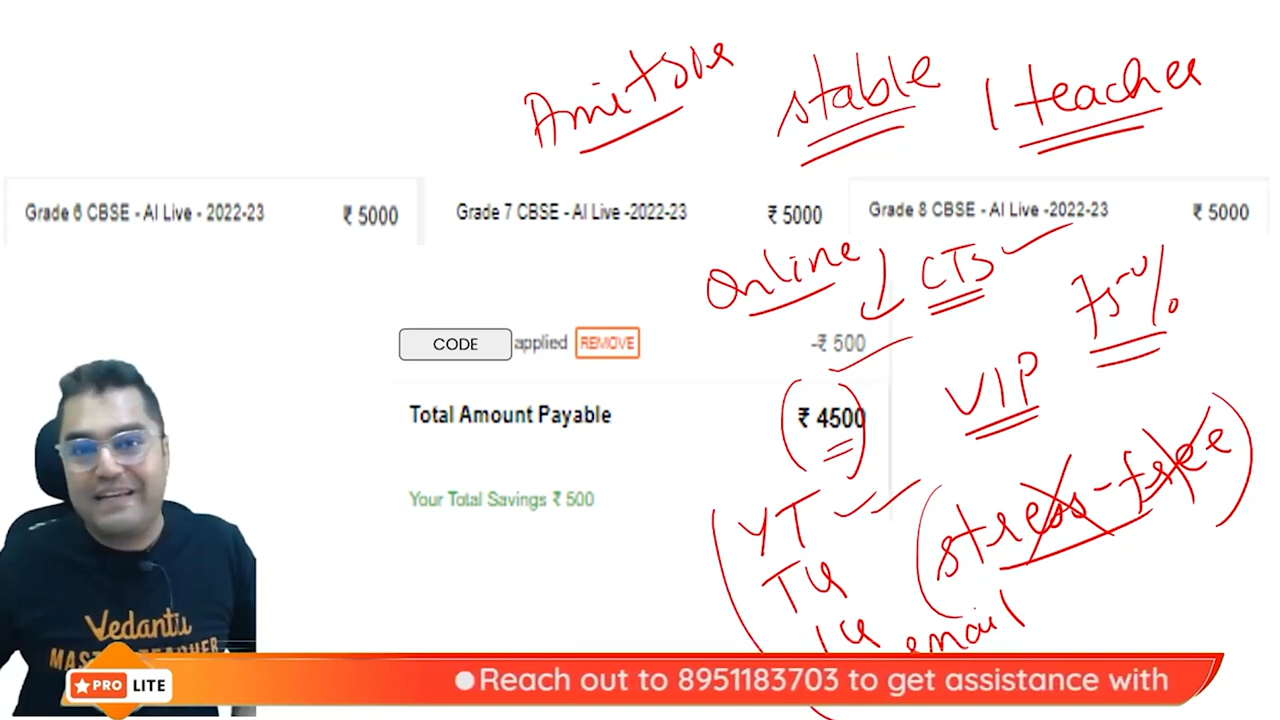 stable
1 teacher
Grade 6 CBSE - AI Live - 2022-23 ₹ 5000
Grade 7 CBSE - AI Live -2022-23 ₹ 5000
Grade 8 CBSE - AI Live -2022-23 ₹ 5000
Online
CTS
75-%
CODE applied REMOVE -₹ 500
VIP
Total Amount Payable ₹ 4500
Your Total Savings ₹ 500
YT
stress-free
email
Vedantu
MASTER TEACHER
PRO LITE
Reach out to 8951183703 to get assistance with